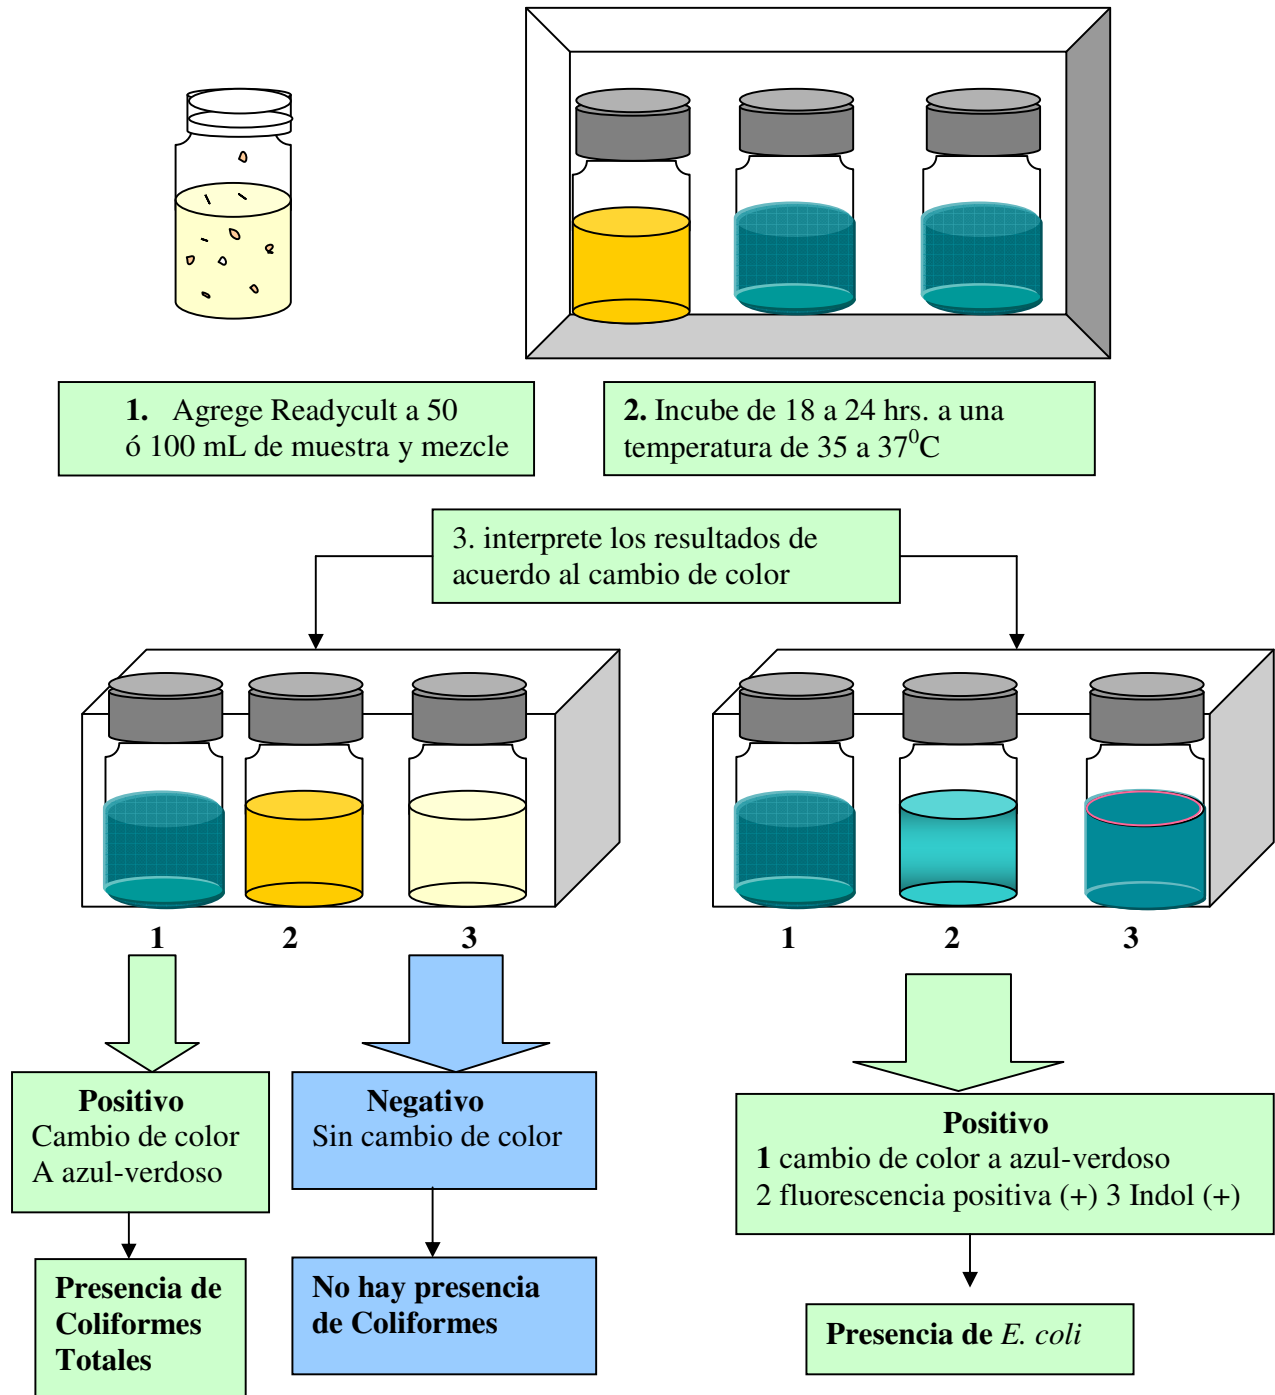 1. Agrege Readycult a 50
ó 100 mL de muestra y mezcle
2. Incube de 18 a 24 hrs. a una
temperatura de 35 a 37⁰C
3. interprete los resultados de
acuerdo al cambio de color
1 2 3
1 2 3
Positivo
Cambio de color
A azul-verdoso
Negativo
Sin cambio de color
Positivo
1 cambio de color a azul-verdoso
2 fluorescencia positiva (+) 3 Indol (+)
Presencia de
Coliformes
Totales
No hay presencia
de Coliformes
Presencia de E. coli